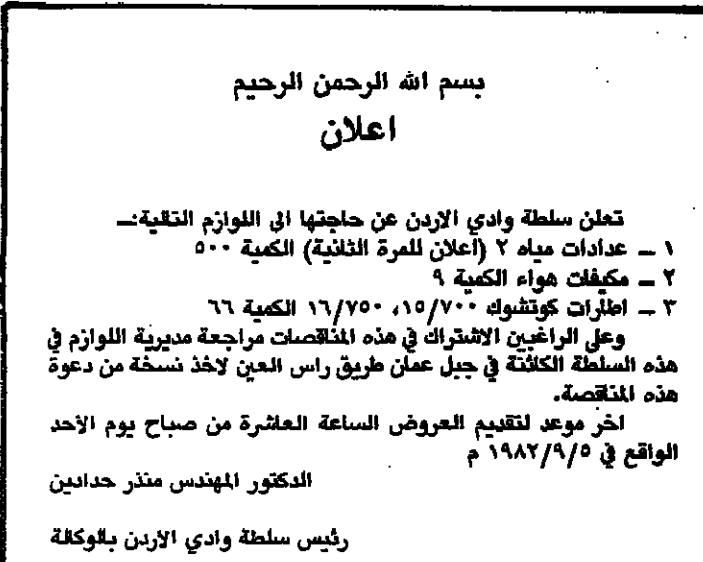 بسم الله الرحمن الرحيم
اعلان
تعلن سلطة وادي الاردن عن حاجتها الى اللوازم التقية:ـ
١ ـ عدادات مياه ٢ (اعلان للمرة الثانية) الكمية ٥٠٠
٢ ـ مكيفات هواء الكمية ٩
٣ ـ اطارات كوتشوك ١٥/٧٠٠، ١٦/٧٥٠ الكمية ٦٦
وعلى الراغبين الاشتراك في هذه المناقصات مراجعة مديرية اللوازم في
هذه السلطة الكائنة في جبل عمان طريق راس العين لاخذ نسخة من دعوة
هذه المناقصة.
اخر موعد لتقديم العروض الساعة العاشرة من صباح يوم الأحد
الواقع في ١٩٨٢/٩/٥ م
الدكتور المهندس منذر حدادين
رئيس سلطة وادي الاردن بالوكالة